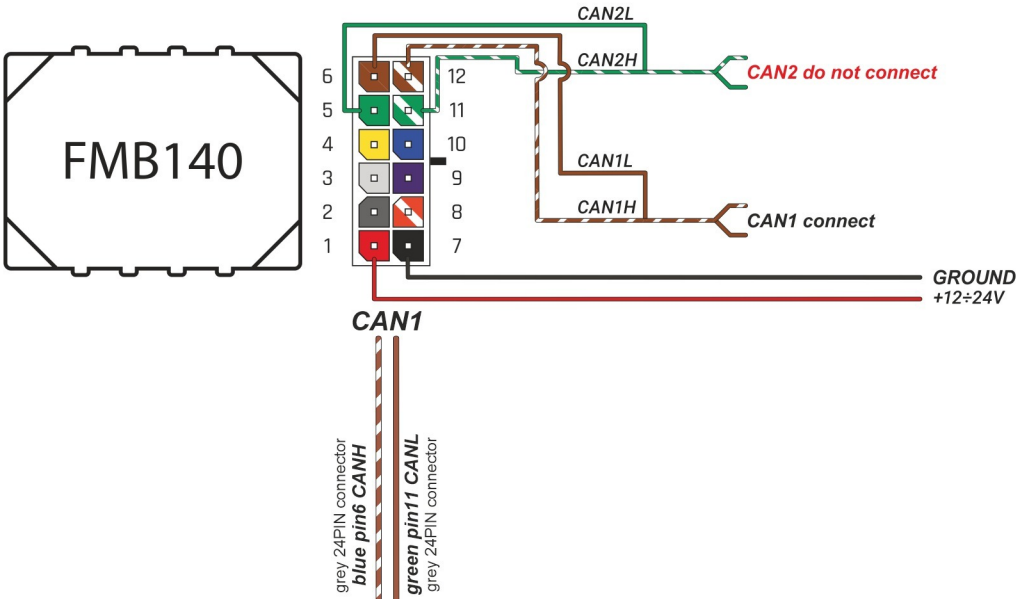 CAN2L
FMB140
6 12
CAN2H
CAN2 do not connect
5 11
4 10
3 9
CAN1L
2 8
CAN1H
CAN1 connect
1 7
GROUND
+12÷24V
CAN1
grey 24PIN connector
blue pin6 CANH
green pin11 CANL
grey 24PIN connector